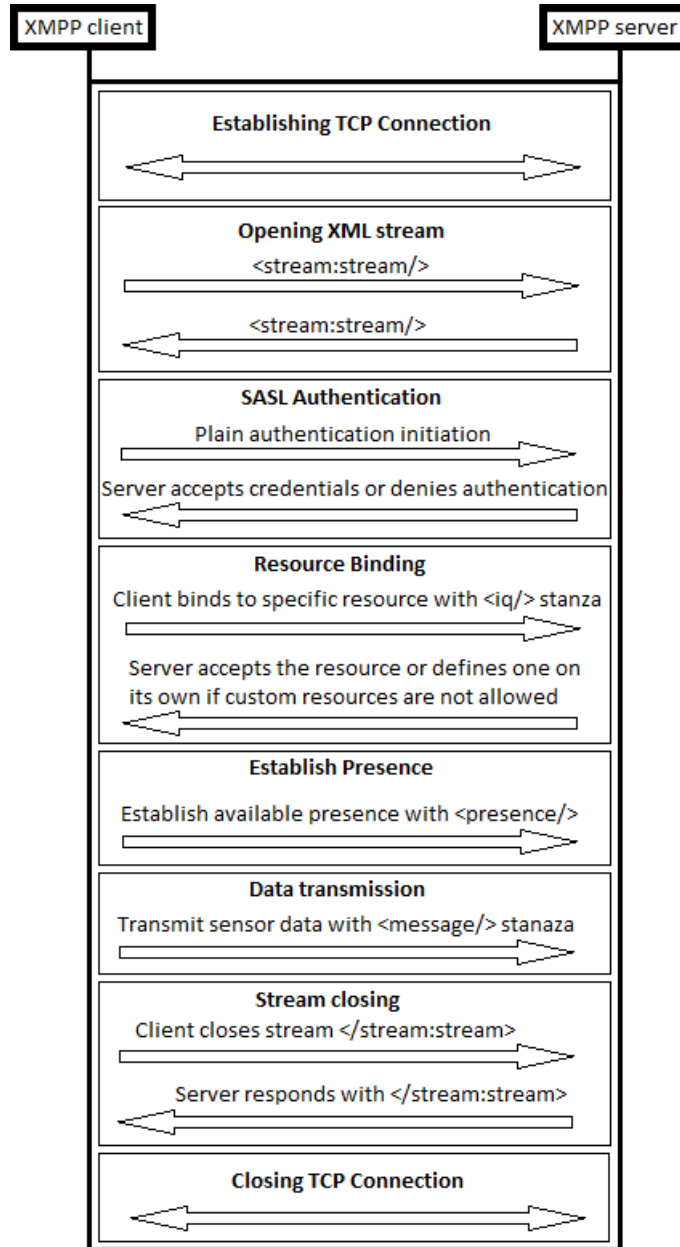 XMPP client
XMPP server
Establishing TCP Connection
Opening XML stream
<stream:stream/>
<stream:stream/>
SASL Authentication
Plain authentication initiation
Server accepts credentials or denies authentication
Resource Binding
Client binds to specific resource with <iq/> stanza
Server accepts the resource or defines one on
its own if custom resources are not allowed
Establish Presence
Establish available presence with <presence/>
Data transmission
Transmit sensor data with <message/> stanaza
Stream closing
Client closes stream </stream:stream>
Server responds with </stream:stream>
Closing TCP Connection